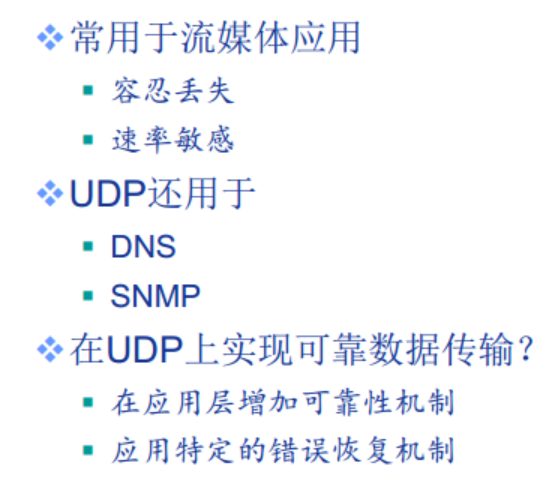 常用于流媒体应用
容忍丢失
速率敏感
UDP还用于
DNS
SNMP
在UDP上实现可靠数据传输？
在应用层增加可靠性机制
应用特定的错误恢复机制